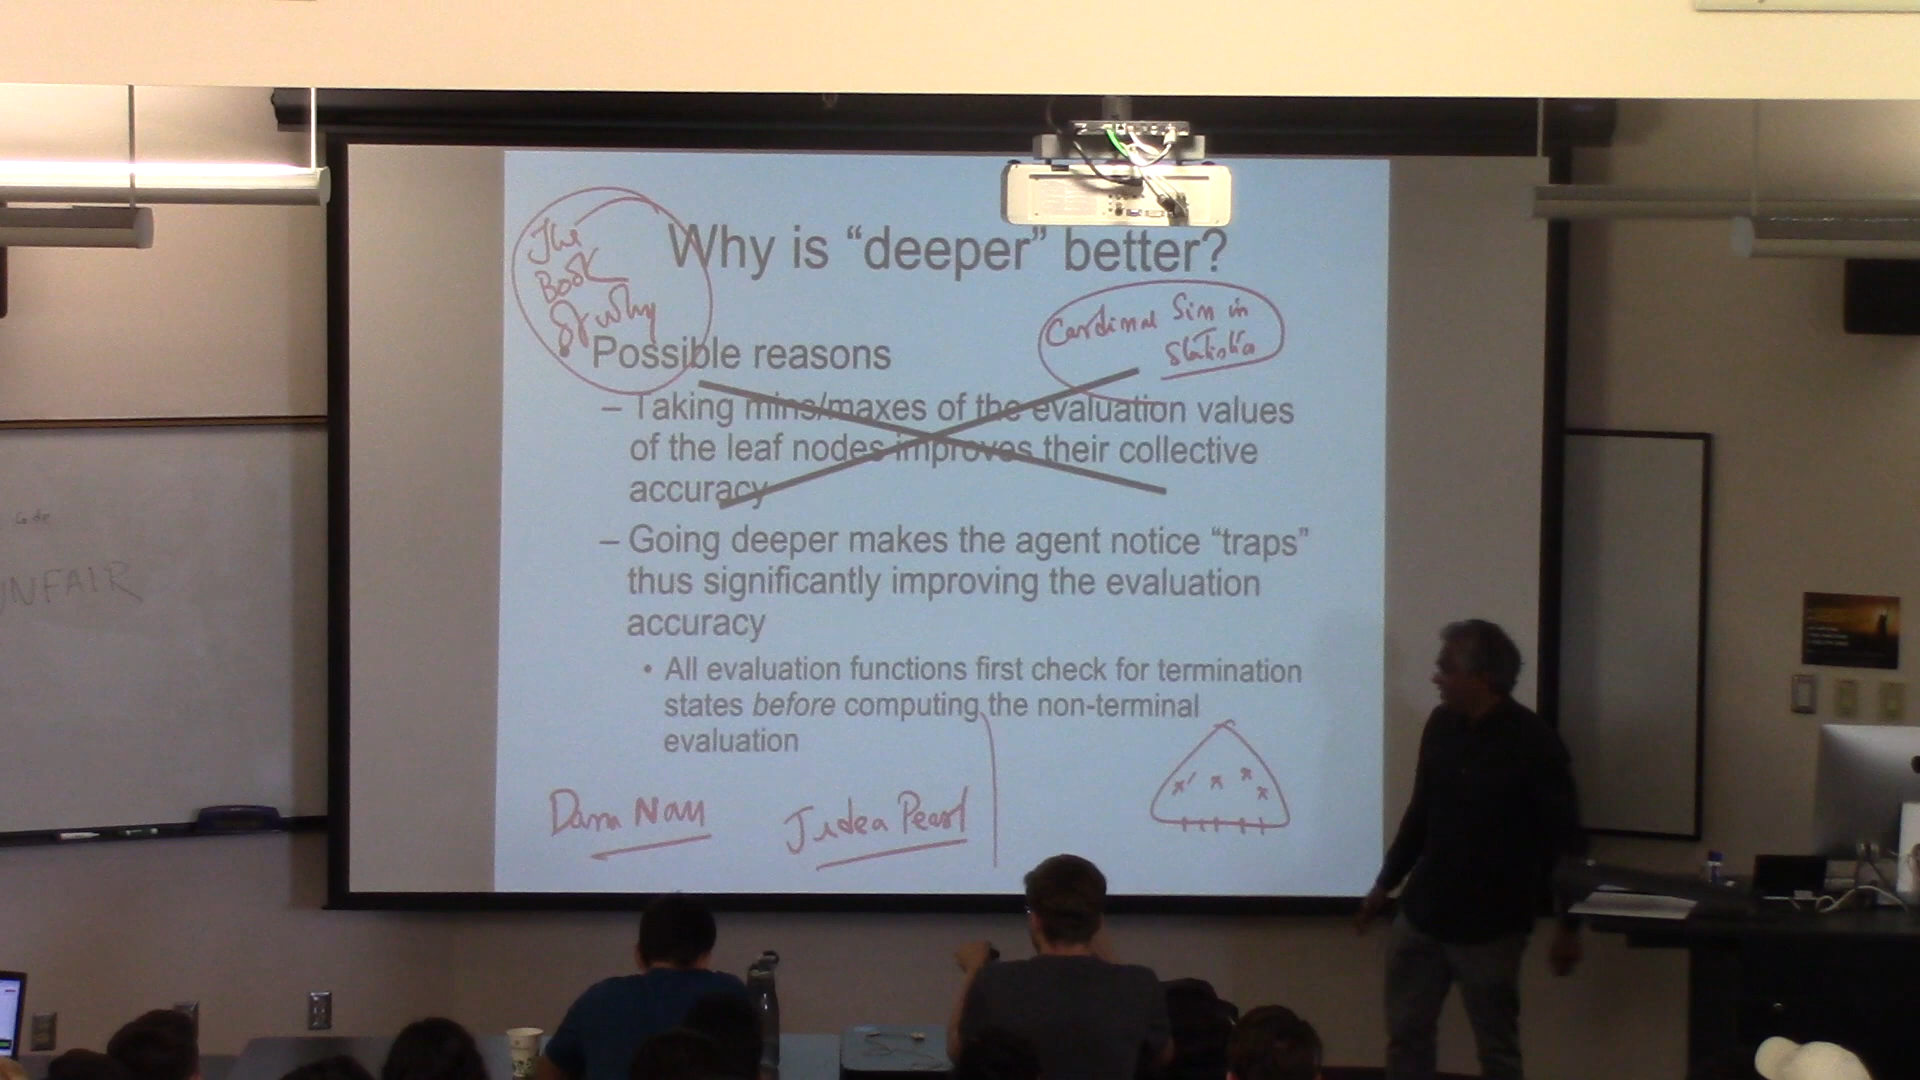 The
Book
of Why
Why is “deeper” better?
Cardinal Sin in
Statistics
• Possible reasons
– Taking mins/maxes of the evaluation values
of the leaf nodes improves their collective
accuracy
– Going deeper makes the agent notice “traps”
thus significantly improving the evaluation
accuracy
• All evaluation functions first check for termination
states before computing the non-terminal
evaluation
Dana Nau
Judea Pearl
UNFAIR